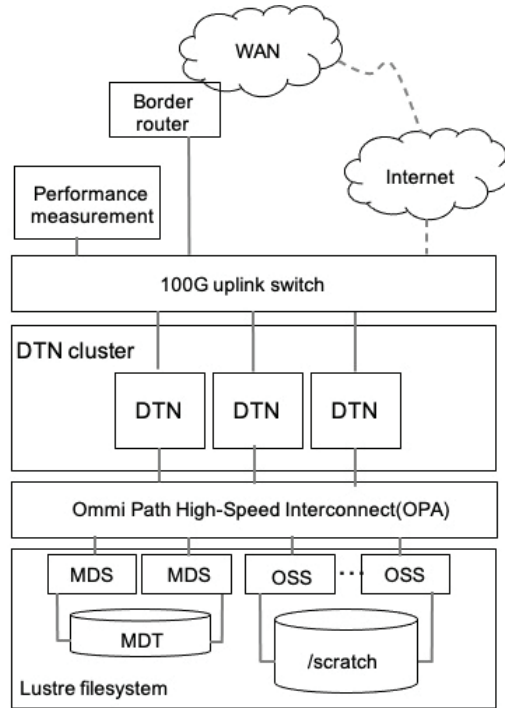 WAN
Border
router
Performance
measurement
Internet
100G uplink switch
DTN cluster
DTN DTN DTN
Ommi Path High-Speed Interconnect(OPA)
MDS MDS OSS ... OSS
MDT
/scratch
Lustre filesystem